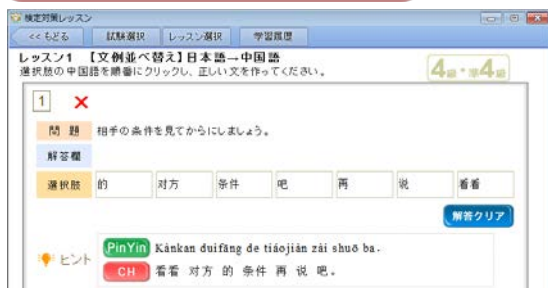 検定対策レッスン
<< もどる 試験選択 レッスン選択 学習履歴
レッスン1 【文例並べ替え】日本語→中国語
選択肢の中国語を順番にクリックし、正しい文を作ってください。
4級・準4級
1
問題 相手の条件を見てからにしましょう。
解答欄
選択肢 的 对方 条件 吧 再 说 看看
解答クリア
ヒント
PinYin Kànkan duìfāng de tiáojiàn zài shuō ba.
CH 看看 对方 的 条件 再 说 吧.